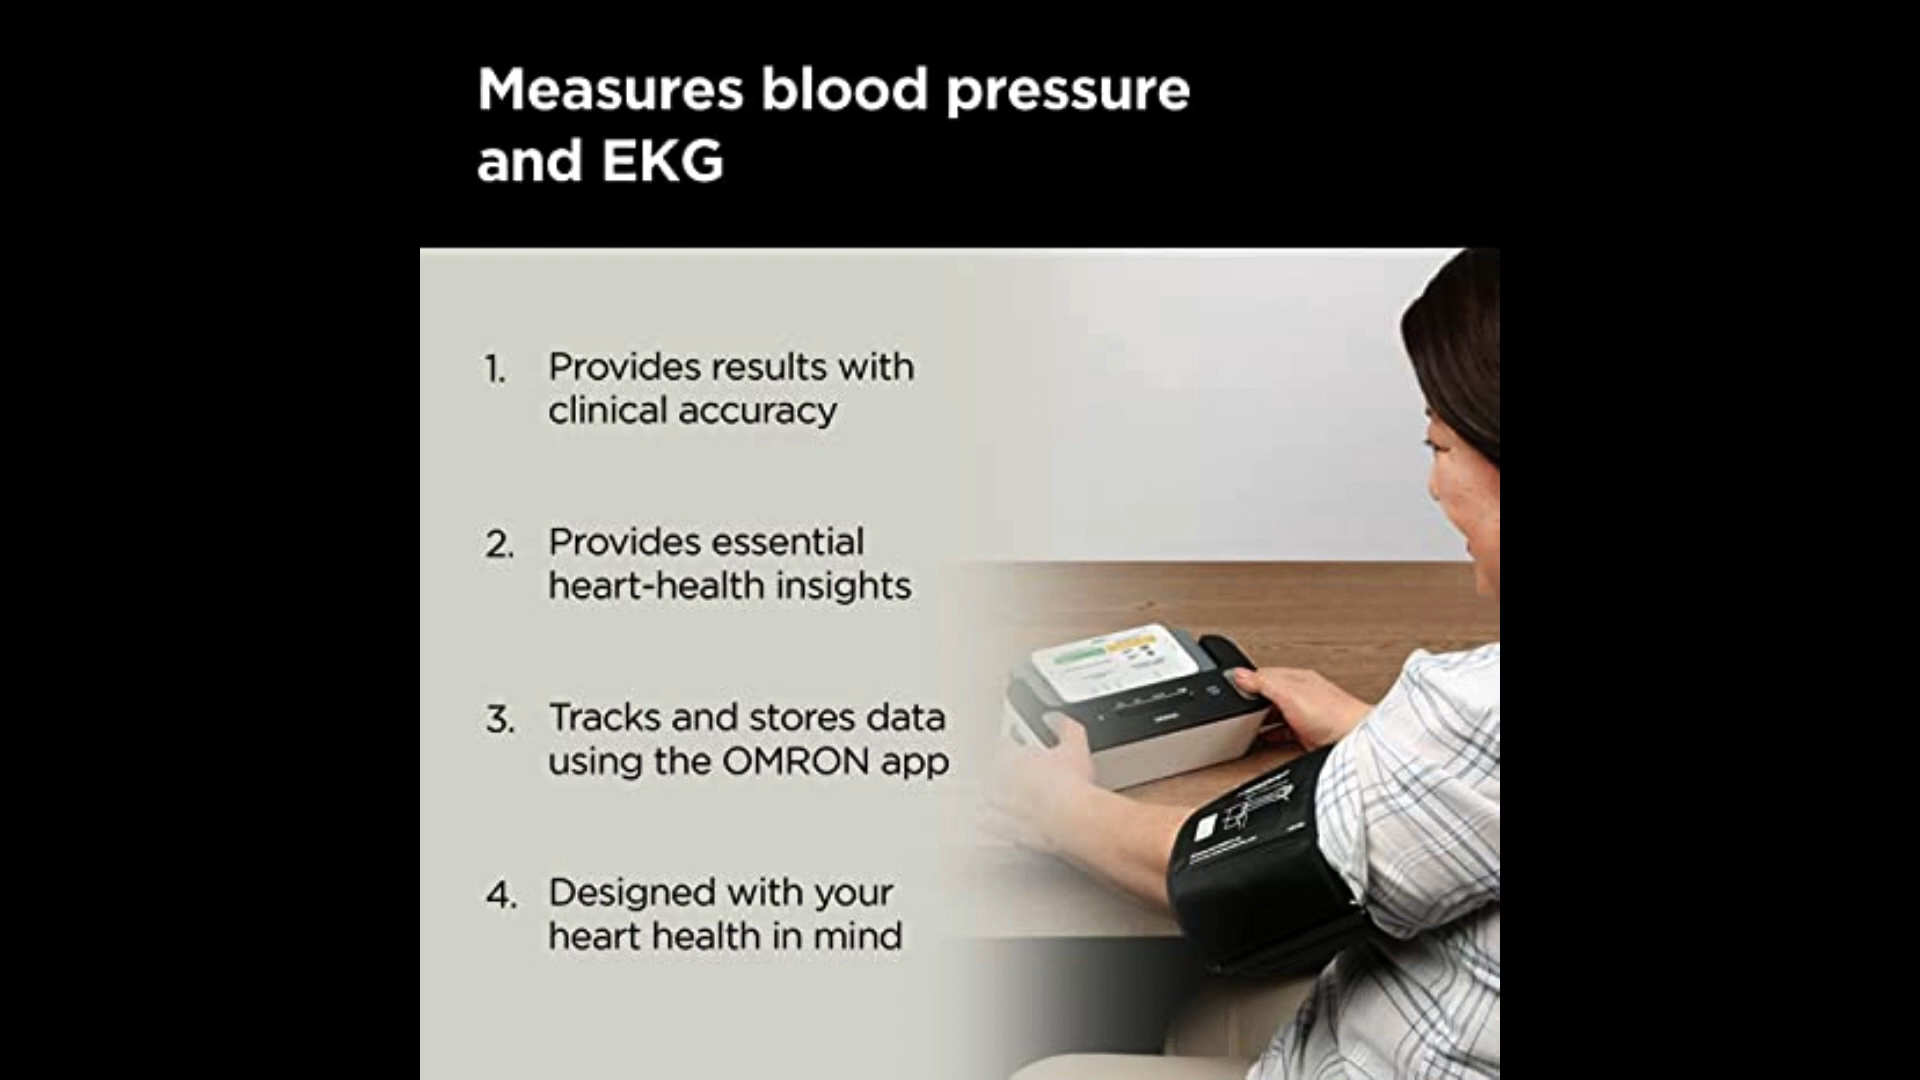 Measures blood pressure
and EKG
1. Provides results with
clinical accuracy
2. Provides essential
heart-health insights
3. Tracks and stores data
using the OMRON app
4. Designed with your
heart health in mind